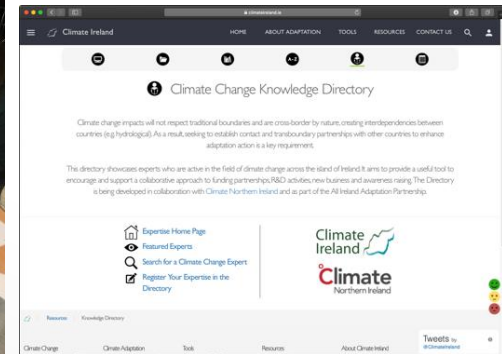 climateireland.ie
Climate Ireland
HOME ABOUT ADAPTATION TOOLS RESOURCES CONTACT US
A-Z
Climate Change Knowledge Directory
Climate change impacts will not respect traditional boundaries and are cross-border by nature, creating interdependencies between
countries (e.g. hydrological). As a result, seeking to establish contact and transboundary partnerships with other countries to enhance
adaptation action is a key requirement.
This directory showcases experts who are active in the field of climate change across the island of Ireland. It aims to provide a useful tool to
encourage and support a collaborative approach to funding partnerships, R&D activities, new business and awareness raising. The Directory
is being developed in collaboration with Climate Northern Ireland and as part of the All Ireland Adaptation Partnership.
Expertise Home Page
Featured Experts
Search for a Climate Change Expert
Register Your Expertise in the
Directory
Climate
Ireland
Climate
Northern Ireland
Resources Knowledge Directory
Climate Change Climate Adaptation Tools Resources About Climate Ireland
Tweets by
@ClimateIreland